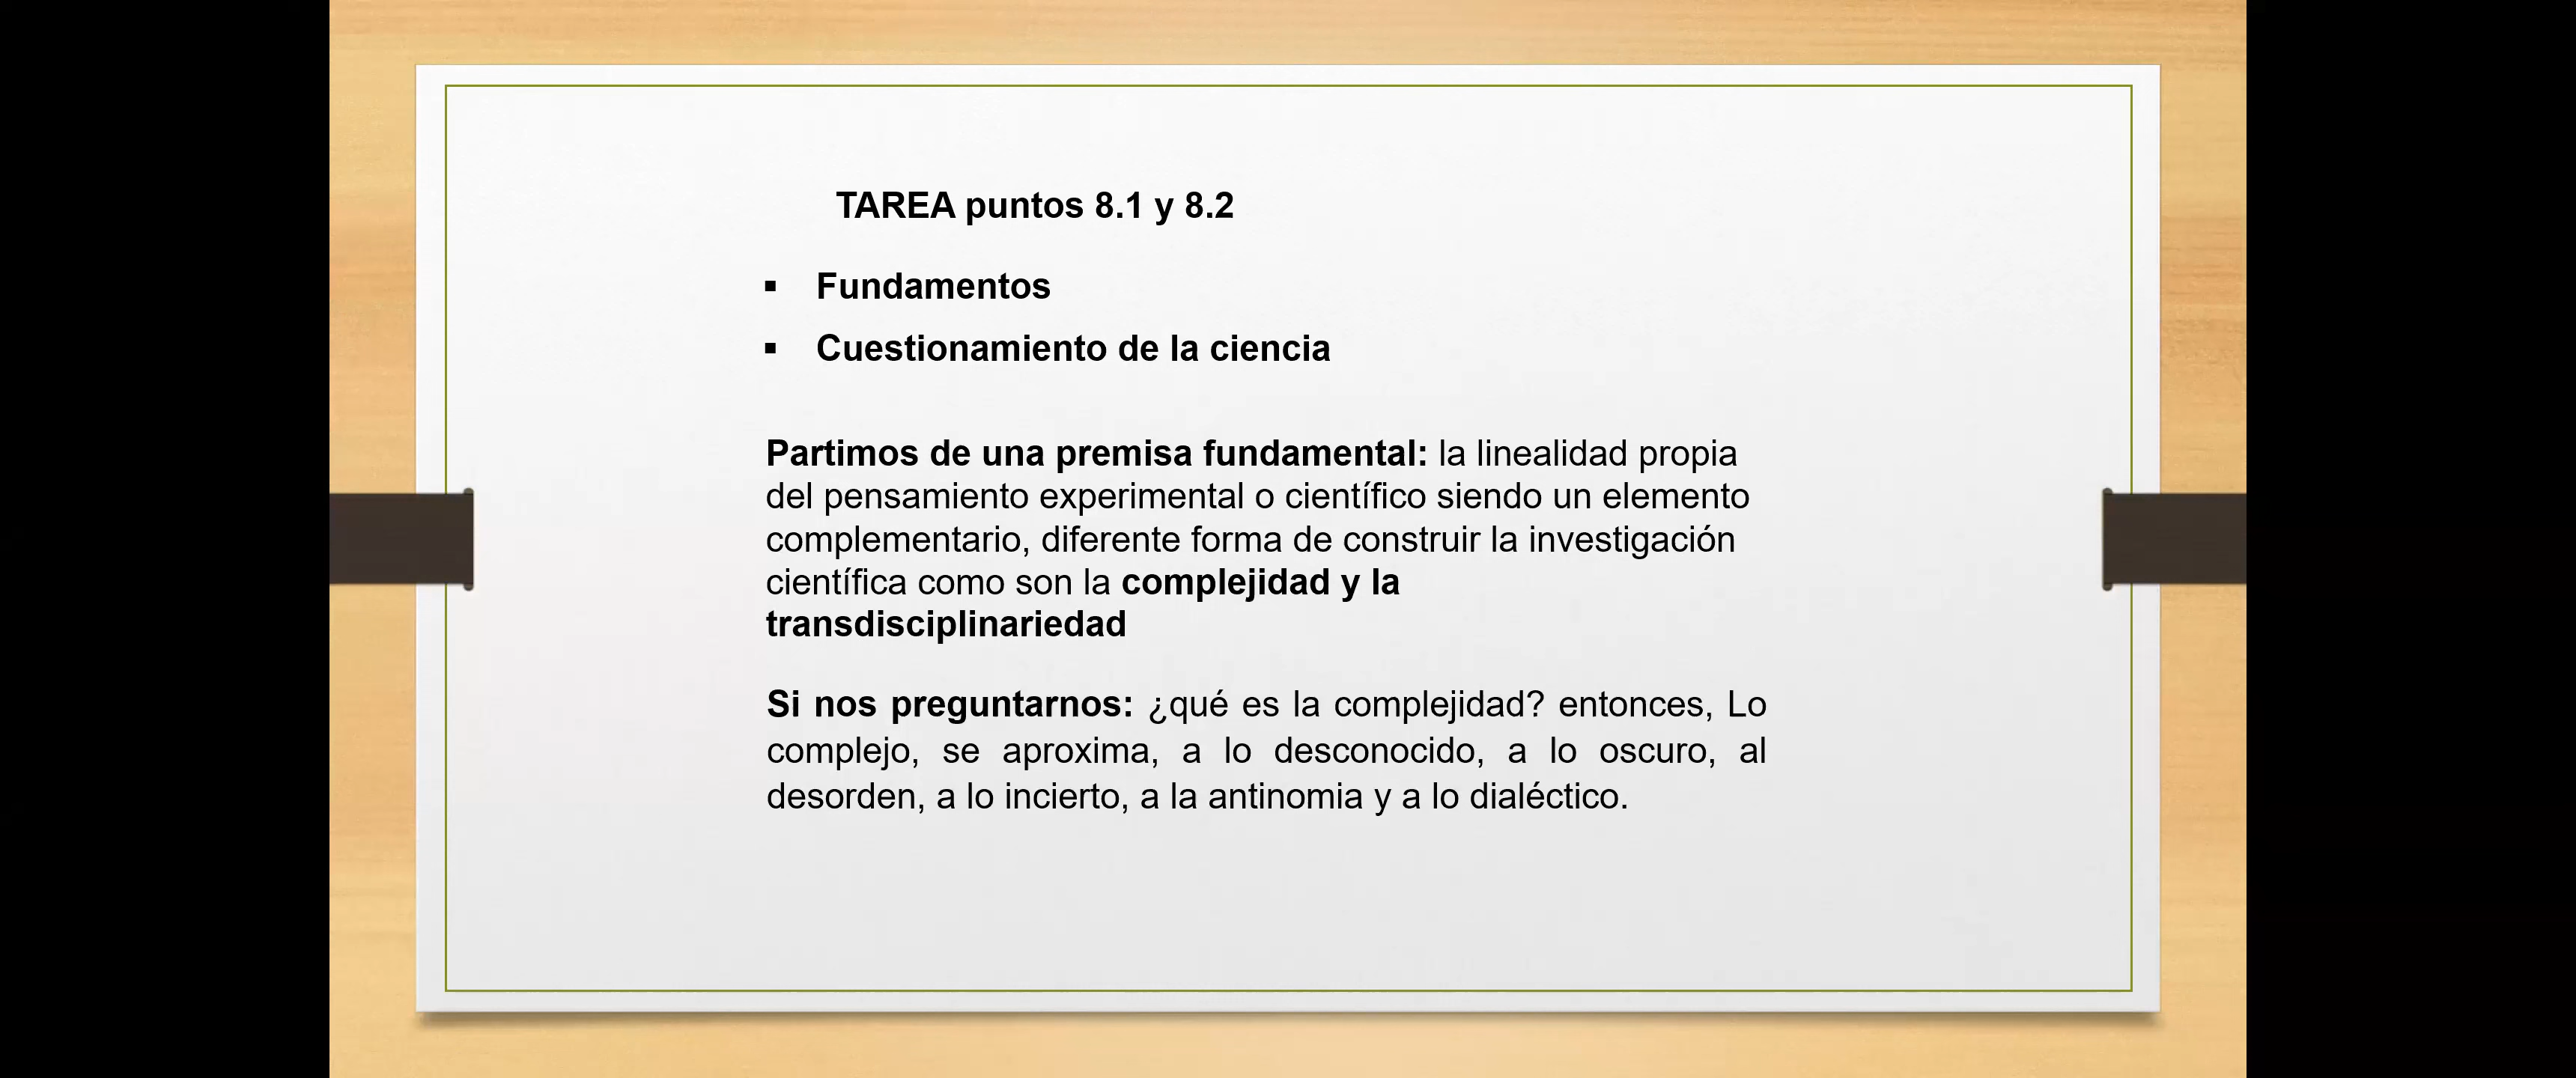 TAREA puntos 8.1 y 8.2
▪ Fundamentos
▪ Cuestionamiento de la ciencia
Partimos de una premisa fundamental: la linealidad propia
del pensamiento experimental o científico siendo un elemento
complementario, diferente forma de construir la investigación
científica como son la complejidad y la
transdisciplinariedad
Si nos preguntarnos: ¿qué es la complejidad? entonces, Lo
complejo, se aproxima, a lo desconocido, a lo oscuro, al
desorden, a lo incierto, a la antinomia y a lo dialéctico.